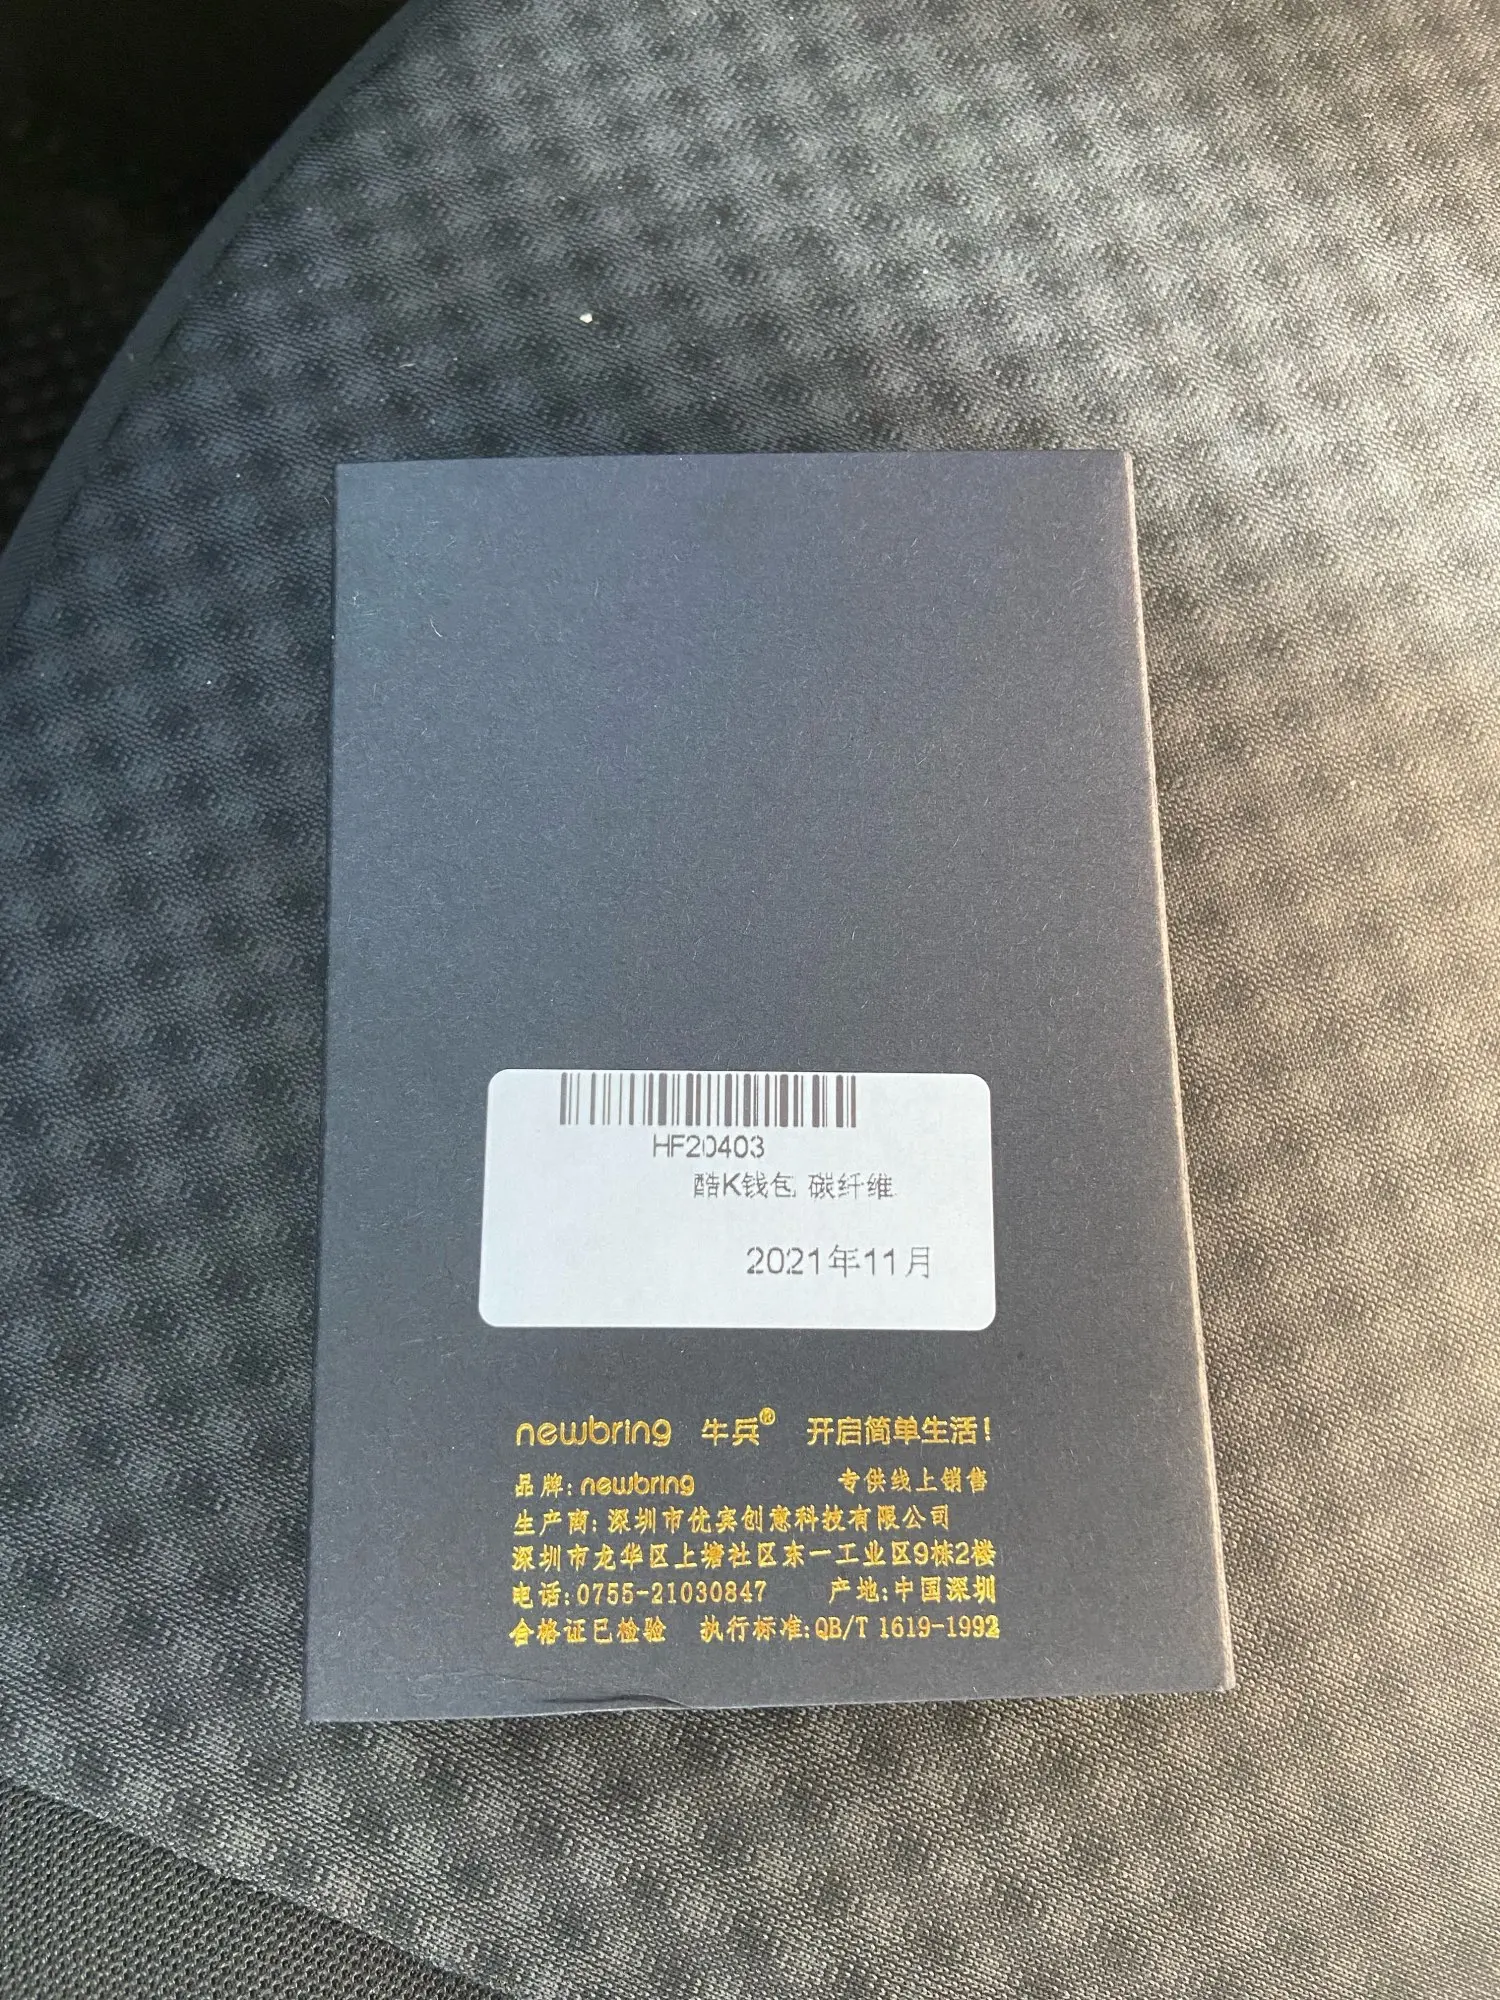 HF20403
酷K钱包 碳纤维
2021年11月
newbring 牛兵® 开启简单生活!
品牌: newbring 专供线上销售
生产商: 深圳市优宾创意科技有限公司
深圳市龙华区上塘社区东一工业区9栋2楼
电话:0755-21030847 产地:中国深圳
合格证已检验 执行标准:QB/T 1619-1992